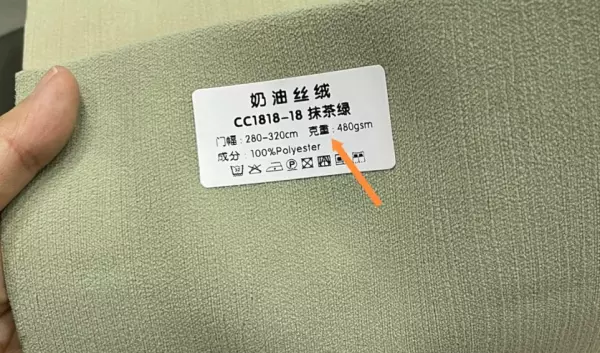 奶油丝绒
CC1818-18 抹茶绿
门幅：280-320cm 克重：480gsm
成分：100%Polyester